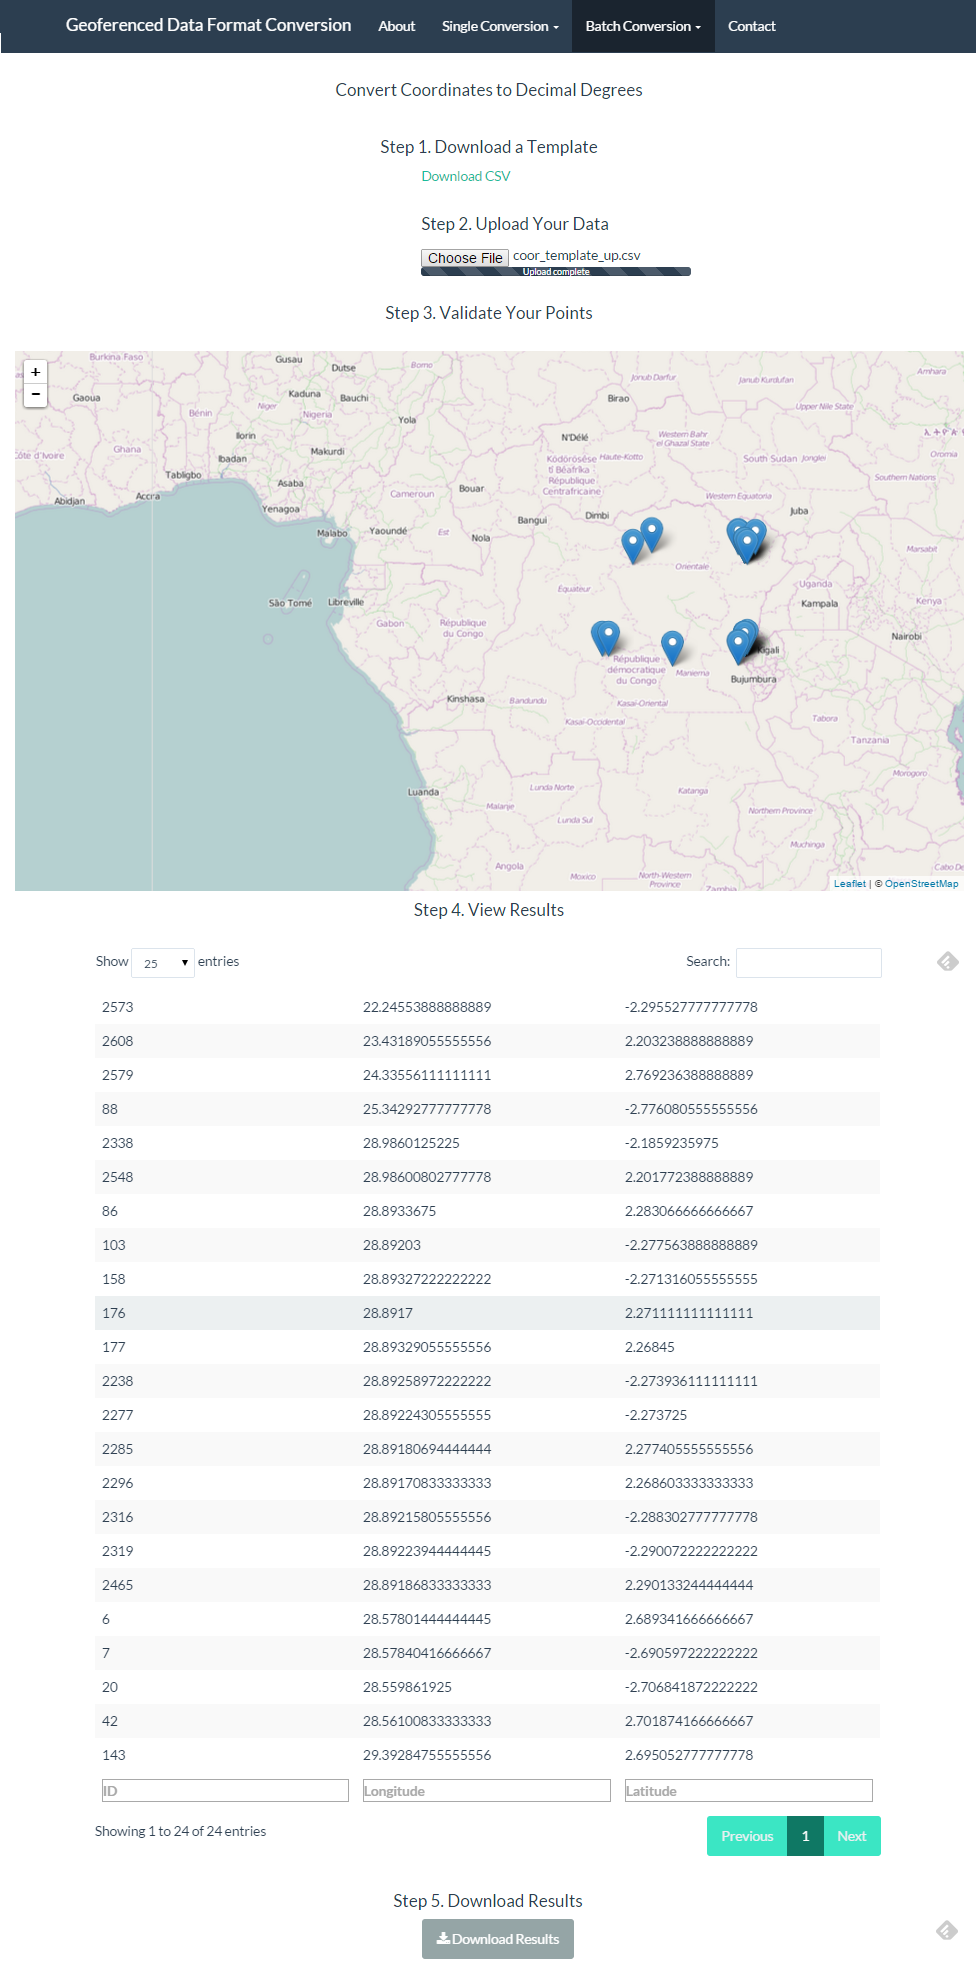 Georeferenced Data Format Conversion About Single Conversion Batch Conversion Contact
Convert Coordinates to Decimal Degrees
Step 1. Download a Template
Download CSV
Step 2. Upload Your Data
Choose File coor_template_up.csv
Upload complete
Step 3. Validate Your Points
+
-
Burkina Faso
Gusau
Dutse
Bomo
Jonub Darfur
Janub Kurdufan
Amhara
Gaoua
Kaduna
Bauchi
Birao
Bénin
Niger
Nigeria
Yola
Upper Nile State
Ilorin
Ghana
Ibadan
Makurdi
N'Délé
Western Bahr
el Ghazal State
Côte d'Ivoire
Tabligbo
Asaba
Cameroun
Bouar
Ködörösêse
tî Bêafrîka
République
Centrafricaine
Haute-Kotto
South Sudan
Jonglei
Oromia
Southern Nations
Abidjan
Accra
Yenagoa
Dimbi
Western Equatoria
Juba
Malabo
Yaoundé
Est
Nola
Bangui
Marsabit
Orientale
Equateur
Uganda
Kampala
Kenya
São Tomé
Libreville
Gabon
République
du Congo
République
démocratique
du Congo
Maniema
Kigali
Nairobi
Bujumbura
Kinshasa
Bandundu
Kasai-Oriental
Kasai-Occidental
Tabora
Tanzania
Luanda
Malanje
Lunda Norte
Katanga
Morogoro
Lunda Sul
Northern Province
Muchinga
Angola
Moxico
North-Western
Province
Zambia
Cabo De
Leaflet | © OpenStreetMap
Step 4. View Results
Show 25 entries Search:
2573 22.24553888888889 -2.295527777777778
2608 23.43189055555556 2.203238888888889
2579 24.33556111111111 2.769236388888889
88 25.34292777777778 -2.776080555555556
2338 28.9860125225 -2.1859235975
2548 28.98600802777778 2.201772388888889
86 28.8933675 2.283066666666667
103 28.89203 -2.277563888888889
158 28.89327222222222 -2.271316055555555
176 28.8917 2.271111111111111
177 28.89329055555556 2.26845
2238 28.89258972222222 -2.273936111111111
2277 28.89224305555555 -2.273725
2285 28.89180694444444 2.277405555555556
2296 28.89170833333333 2.268603333333333
2316 28.89215805555556 -2.288302777777778
2319 28.89223944444445 -2.290072222222222
2465 28.89186833333333 2.290133244444444
6 28.57801444444445 2.689341666666667
7 28.57840416666667 -2.690597222222222
20 28.559861925 -2.706841872222222
42 28.56100833333333 2.701874166666667
143 29.39284755555556 2.695052777777778
ID Longitude Latitude
Showing 1 to 24 of 24 entries Previous 1 Next
Step 5. Download Results
Download Results